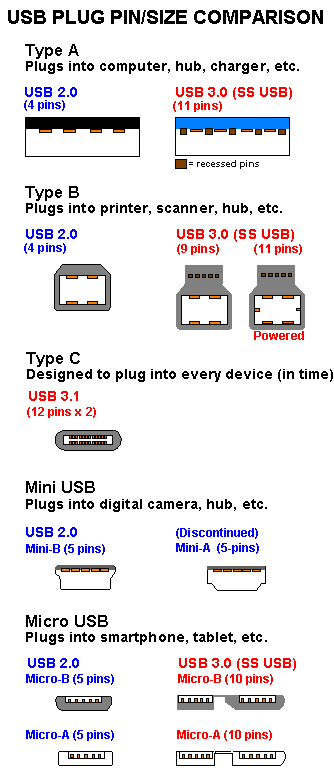 USB PLUG PIN/SIZE COMPARISON
Type A
Plugs into computer, hub, charger, etc.
USB 2.0
(4 pins)
USB 3.0 (SS USB)
(11 pins)
= recessed pins
Type B
Plugs into printer, scanner, hub, etc.
USB 2.0
(4 pins)
USB 3.0 (SS USB)
(9 pins) (11 pins)
Powered
Type C
Designed to plug into every device (in time)
USB 3.1
(12 pins x 2)
Mini USB
Plugs into digital camera, hub, etc.
USB 2.0
Mini-B (5 pins)
(Discontinued)
Mini-A (5-pins)
Micro USB
Plugs into smartphone, tablet, etc.
USB 2.0
Micro-B (5 pins)
USB 3.0 (SS USB)
Micro-B (10 pins)
Micro-A (5 pins)
Micro-A (10 pins)